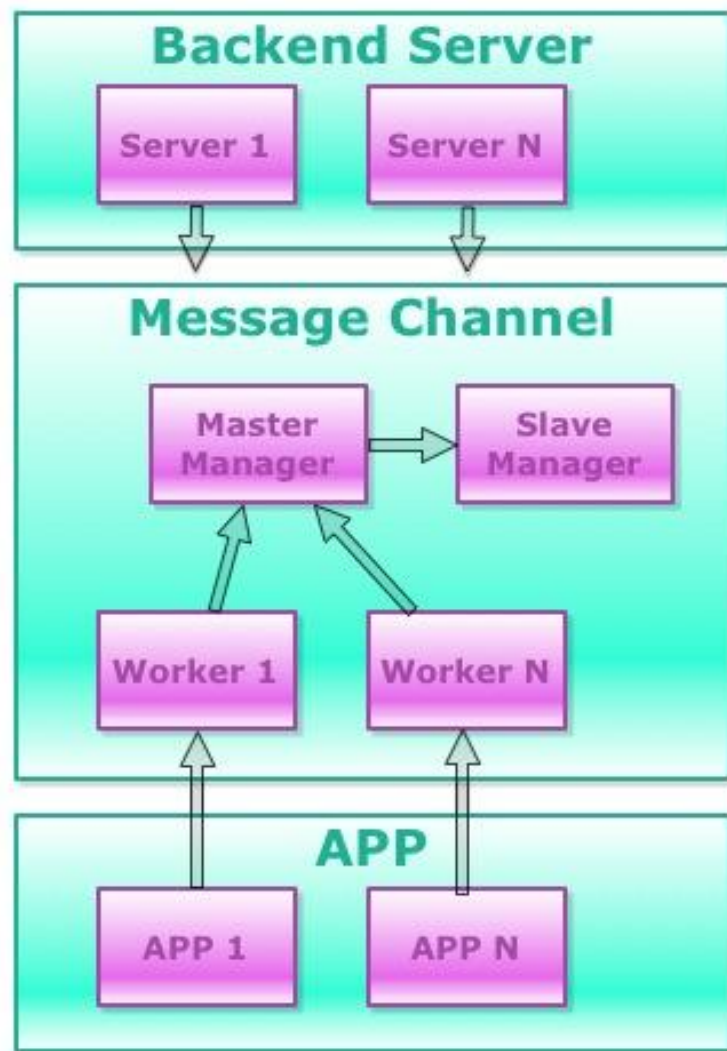 Backend Server
Server 1
Server N
Message Channel
Master
Manager
Slave
Manager
Worker 1
Worker N
APP
APP 1
APP N